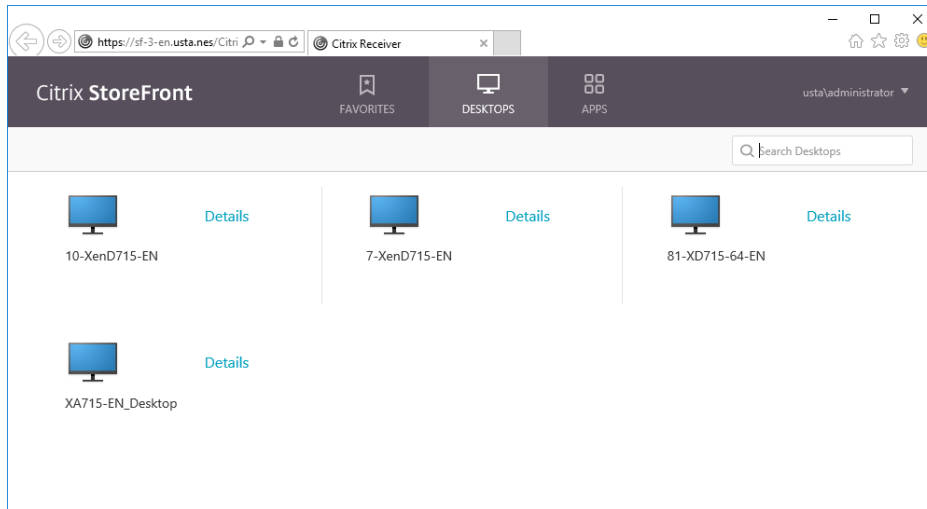 https://sf-3-en.usta.nes/Citri
Citrix Receiver
Citrix StoreFront
FAVORITES
DESKTOPS
APPS
usta\administrator
Search Desktops
Details
Details
Details
10-XenD715-EN
7-XenD715-EN
81-XD715-64-EN
Details
XA715-EN_Desktop